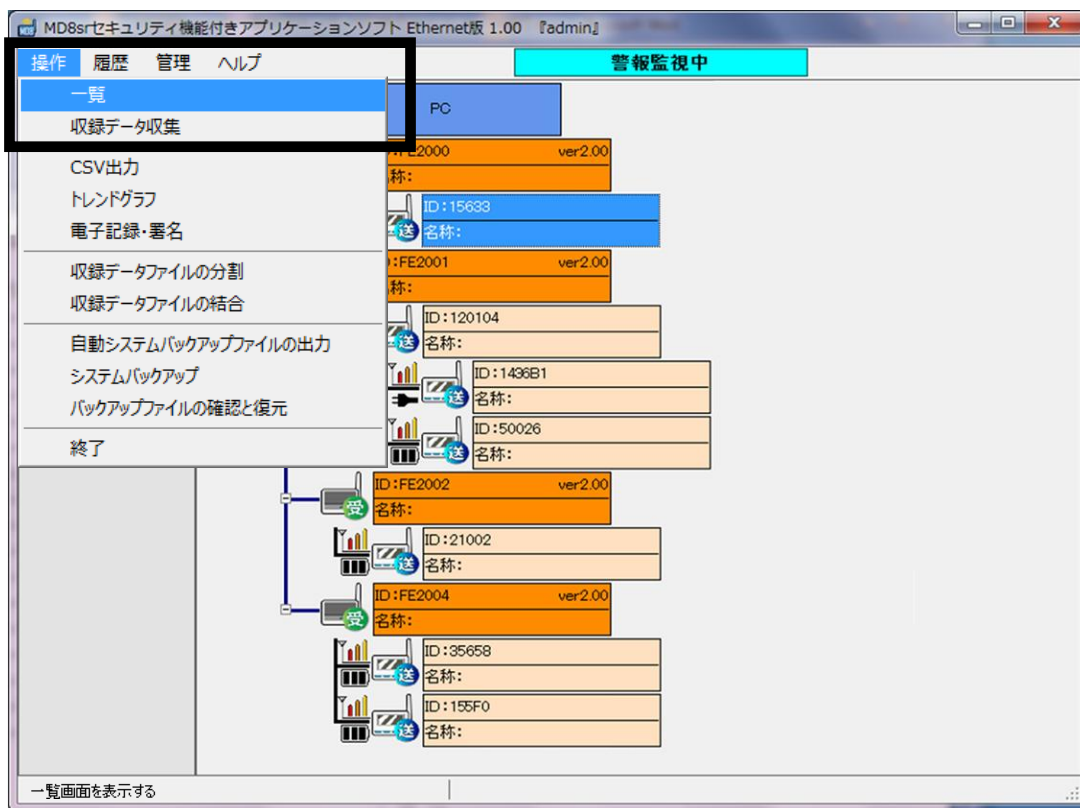 MD8srセキュリティ機能付きアプリケーションソフト Ethernet版 1.00 『admin』
操作 履歴 管理 ヘルプ
警報監視中
一覧
収録データ収集
CSV出力
トレンドグラフ
電子記録・署名
収録データファイルの分割
収録データファイルの結合
自動システムバックアップファイルの出力
システムバックアップ
バックアップファイルの確認と復元
終了
PC
:FE2000 ver2.00
称:
ID:15633
名称:
送
:FE2001 ver2.00
称:
ID:120104
名称:
送
ID:1436B1
名称:
送
ID:50026
名称:
送
ID:FE2002 ver2.00
名称:
受
ID:21002
名称:
送
ID:FE2004 ver2.00
名称:
受
ID:35658
名称:
送
ID:155F0
名称:
送
一覧画面を表示する